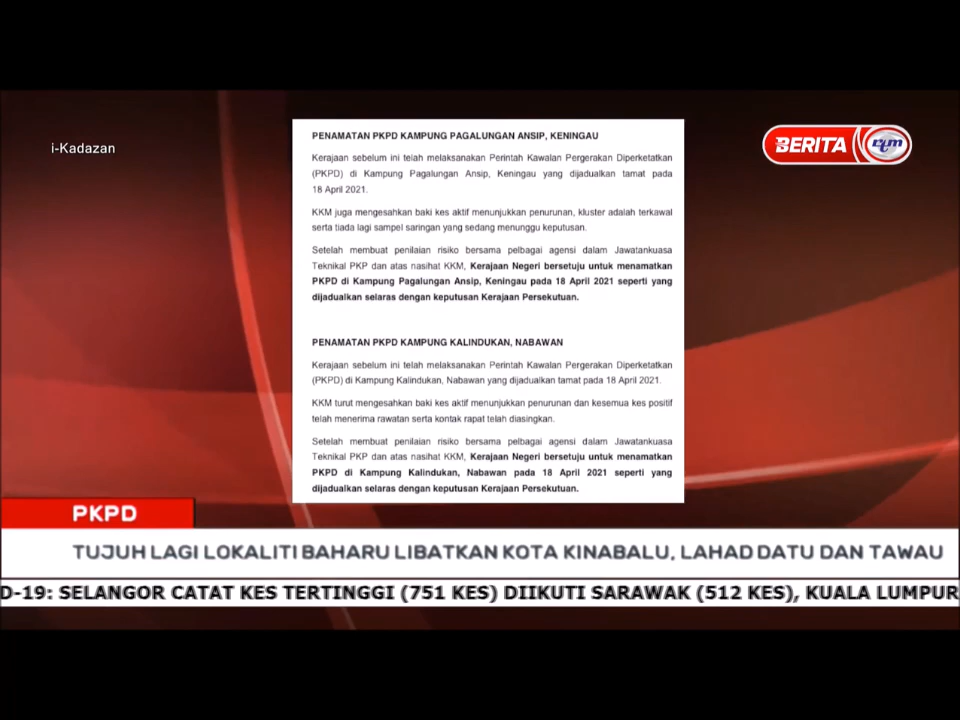 i-Kadazan
BERITA rtm
PENAMATAN PKPD KAMPUNG PAGALUNGAN ANSIP, KENINGAU
Kerajaan sebelum ini telah melaksanakan Perintah Kawalan Pergerakan Diperketatkan
(PKPD) di Kampung Pagalungan Ansip, Keningau yang dijadualkan tamat pada
18 April 2021.
KKM juga mengesahkan baki kes aktif menunjukkan penurunan, kluster adalah terkawal
serta tiada lagi sampel saringan yang sedang menunggu keputusan.
Setelah membuat penilaian risiko bersama pelbagai agensi dalam Jawatankuasa
Teknikal PKP dan atas nasihat KKM, Kerajaan Negeri bersetuju untuk menamatkan
PKPD di Kampung Pagalungan Ansip, Keningau pada 18 April 2021 seperti yang
dijadualkan selaras dengan keputusan Kerajaan Persekutuan.
PENAMATAN PKPD KAMPUNG KALINDUKAN, NABAWAN
Kerajaan sebelum ini telah melaksanakan Perintah Kawalan Pergerakan Diperketatkan
(PKPD) di Kampung Kalindukan, Nabawan yang dijadualkan tamat pada 18 April 2021.
KKM turut mengesahkan baki kes aktif menunjukkan penurunan dan kesemua kes positif
telah menerima rawatan serta kontak rapat telah diasingkan.
Setelah membuat penilaian risiko bersama pelbagai agensi dalam Jawatankuasa
Teknikal PKP dan atas nasihat KKM, Kerajaan Negeri bersetuju untuk menamatkan
PKPD di Kampung Kalindukan, Nabawan pada 18 April 2021 seperti yang
dijadualkan selaras dengan keputusan Kerajaan Persekutuan.
PKPD
TUJUH LAGI LOKALITI BAHARU LIBATKAN KOTA KINABALU, LAHAD DATU DAN TAWAU
D-19: SELANGOR CATAT KES TERTINGGI (751 KES) DIIKUTI SARAWAK (512 KES), KUALA LUMPUR